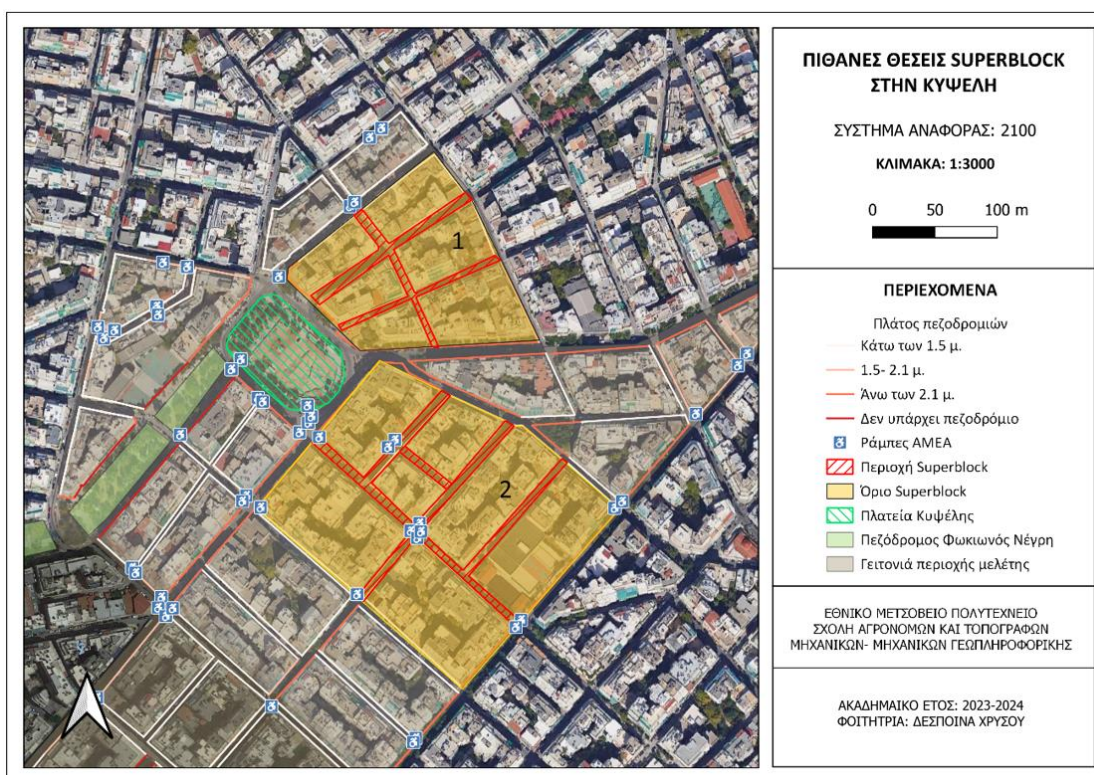 ΠΙΘΑΝΕΣ ΘΕΣΕΙΣ SUPERBLOCK
ΣΤΗΝ ΚΥΨΕΛΗ
ΣΥΣΤΗΜΑ ΑΝΑΦΟΡΑΣ: 2100
ΚΛΙΜΑΚΑ: 1:3000
0 50 100 m
ΠΕΡΙΕΧΟΜΕΝΑ
Πλάτος πεζοδρομιών
Κάτω των 1.5 μ.
1.5- 2.1 μ.
Άνω των 2.1 μ.
Δεν υπάρχει πεζοδρόμιο
Ράμπες ΑΜΕΑ
Περιοχή Superblock
Όριο Superblock
Πλατεία Κυψέλης
Πεζόδρομος Φωκιωνός Νέγρη
Γειτονιά περιοχής μελέτης
ΕΘΝΙΚΟ ΜΕΤΣΟΒΕΙΟ ΠΟΛΥΤΕΧΝΕΙΟ
ΣΧΟΛΗ ΑΓΡΟΝΟΜΩΝ ΚΑΙ ΤΟΠΟΓΡΑΦΩΝ
ΜΗΧΑΝΙΚΩΝ- ΜΗΧΑΝΙΚΩΝ ΓΕΩΠΛΗΡΟΦΟΡΙΚΗΣ
ΑΚΑΔΗΜΑΙΚΟ ΕΤΟΣ: 2023-2024
ΦΟΙΤΗΤΡΙΑ: ΔΕΣΠΟΙΝΑ ΧΡΥΣΟΥ
1
2